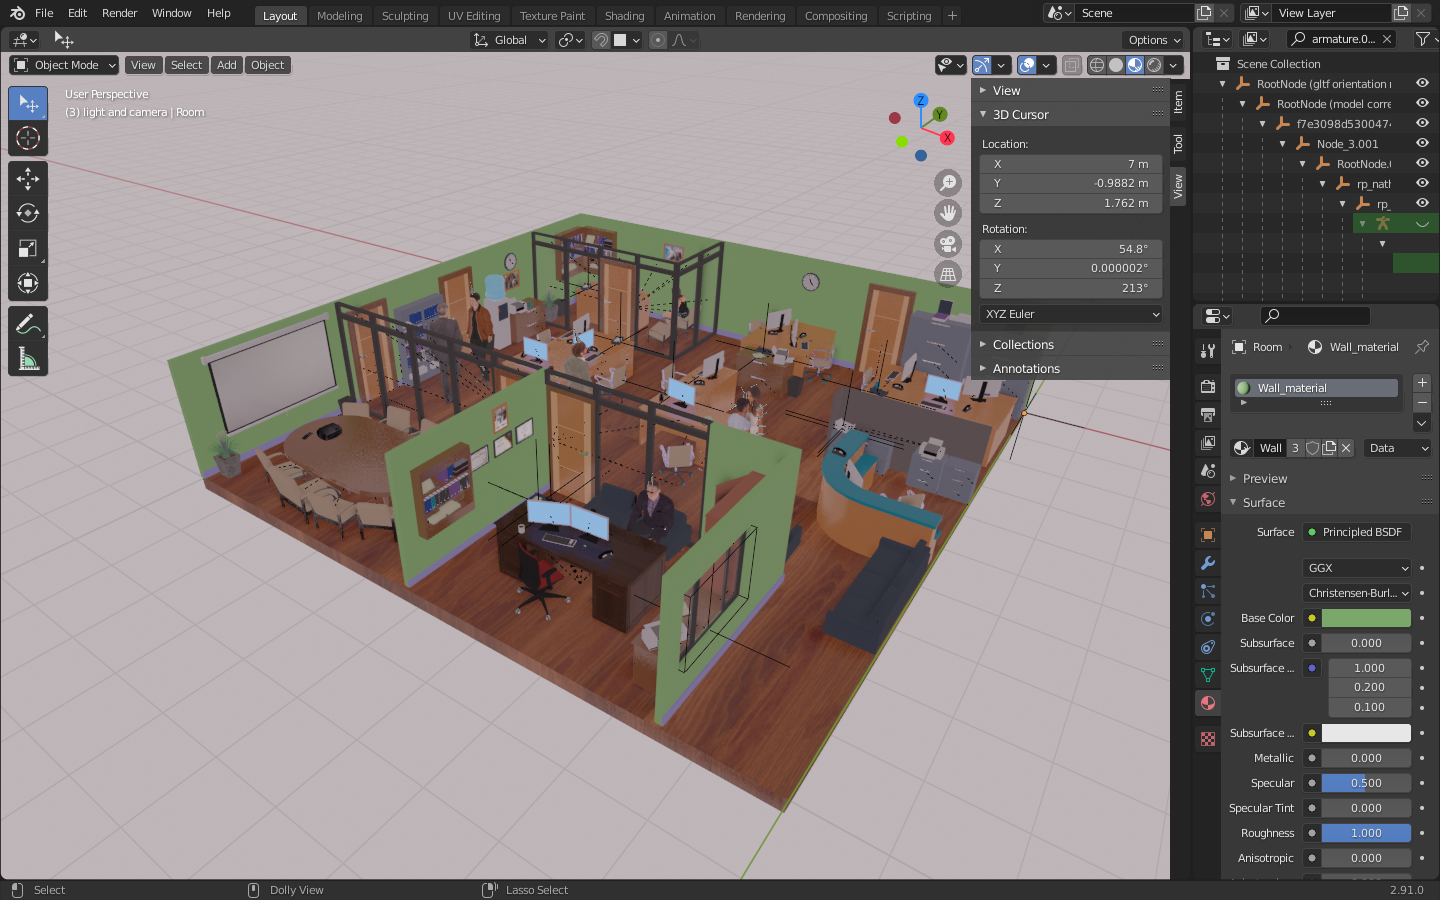 File Edit Render Window Help Layout Modeling Sculpting UV Editing Texture Paint Shading Animation Rendering Compositing Scripting + Scene View Layer
Global Options armature.0...
Object Mode View Select Add Object
User Perspective
(3) light and camera | Room
Z
Y
X
View
3D Cursor
Location:
X 7 m
Y -0.9882 m
Z 1.762 m
Rotation:
X 54.8°
Y 0.000002°
Z 213°
XYZ Euler
Collections
Annotations
Item
Tool
View
Scene Collection
RootNode (gltf orientation
RootNode (model corre
f7e3098d530047
Node_3.001
RootNode.
rp_nath
rp_
Room Wall_material
Wall_material
Wall 3 Data
Preview
Surface
Surface Principled BSDF
GGX
Christensen-Burl...
Base Color
Subsurface 0.000
Subsurface ... 1.000
0.200
0.100
Subsurface ...
Metallic 0.000
Specular 0.500
Specular Tint 0.000
Roughness 1.000
Anisotropic 0.000
Select Dolly View Lasso Select 2.91.0